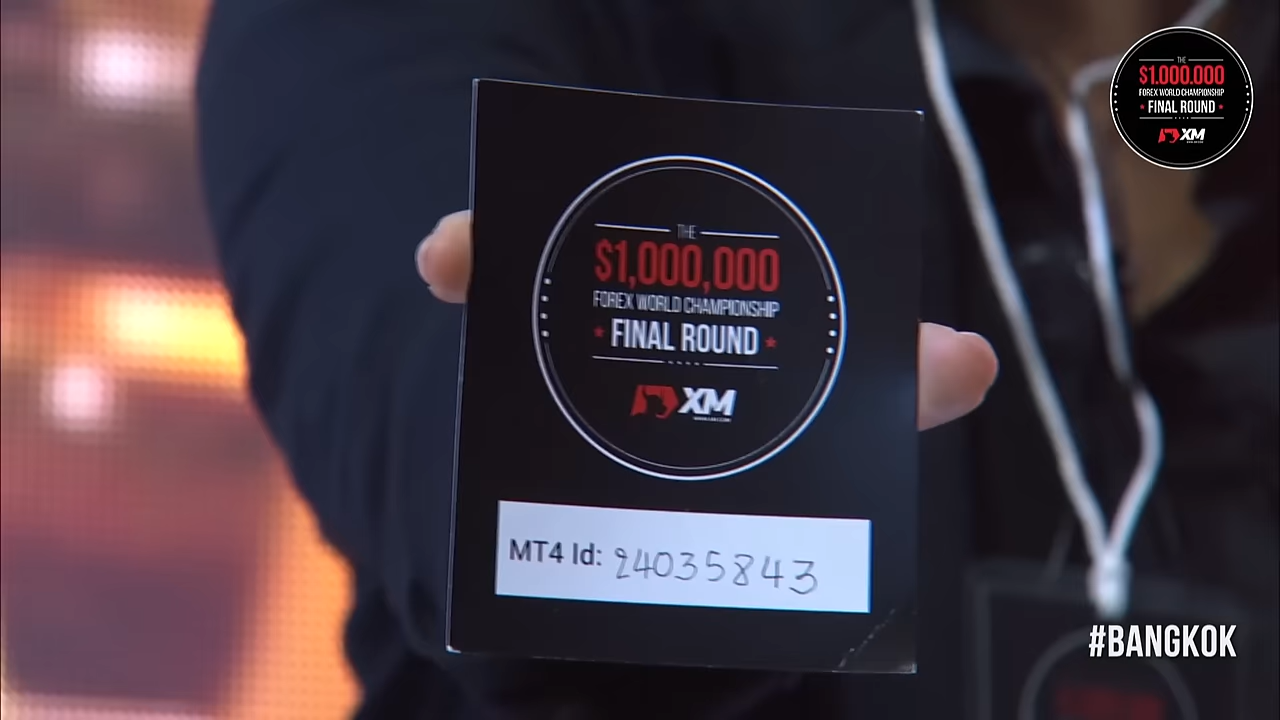 THE
$1,000,000
FOREX WORLD CHAMPIONSHIP
FINAL ROUND
XM
MT4 Id: 24035843
THE
$1.000.000
FOREX WORLD CHAMPIONSHIP
FINAL ROUND
XM
#BANGKOK